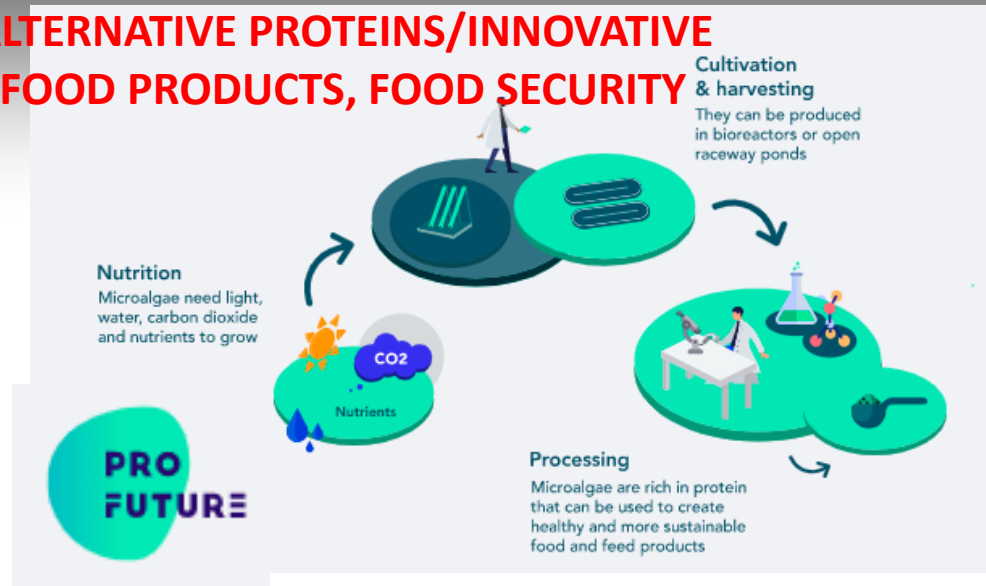 LTERNATIVE PROTEINS/INNOVATIVE
FOOD PRODUCTS, FOOD SECURITY
Cultivation
& harvesting
They can be produced
in bioreactors or open
raceway ponds
Nutrition
Microalgae need light,
water, carbon dioxide
and nutrients to grow
CO2
Nutrients
PRO
FUTURE
Processing
Microalgae are rich in protein
that can be used to create
healthy and more sustainable
food and feed products